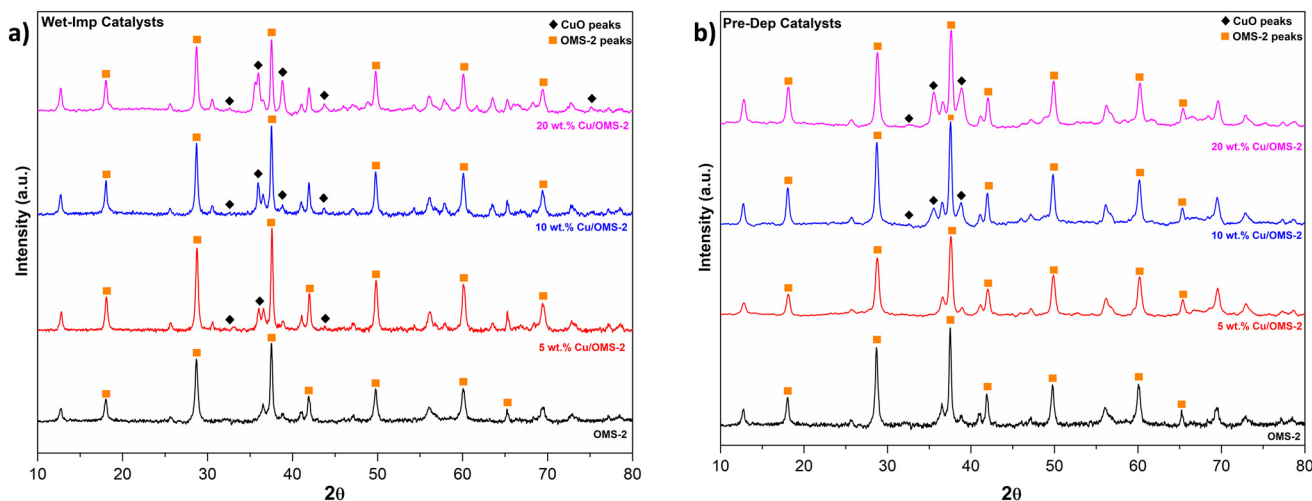 a)
Wet-Imp Catalysts
CuO peaks
OMS-2 peaks
20 wt.% Cu/OMS-2
10 wt.% Cu/OMS-2
5 wt.% Cu/OMS-2
OMS-2
Intensity (a.u.)
10 20 30 40 50 60 70 80
2θ
b)
Pre-Dep Catalysts
CuO peaks
OMS-2 peaks
20 wt.% Cu/OMS-2
10 wt.% Cu/OMS-2
5 wt.% Cu/OMS-2
OMS-2
Intensity (a.u.)
10 20 30 40 50 60 70 80
2θ